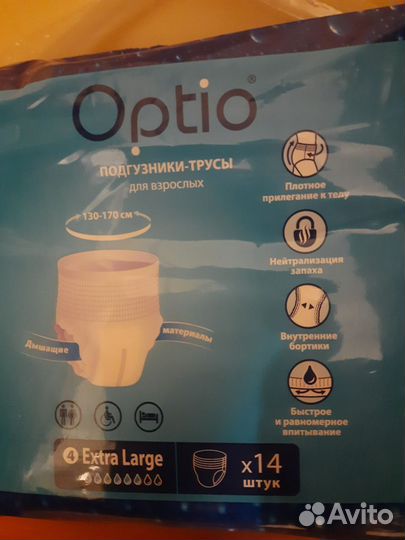 Optio®
ПОДГУЗНИКИ-ТРУСЫ
для взрослых
130-170 см
Дышащие
материалы
Плотное
прилегание к телу
Нейтрализация
запаха
Внутренние
бортики
Быстрое
и равномерное
впитывание
4 Extra Large
x14
штук
Avito